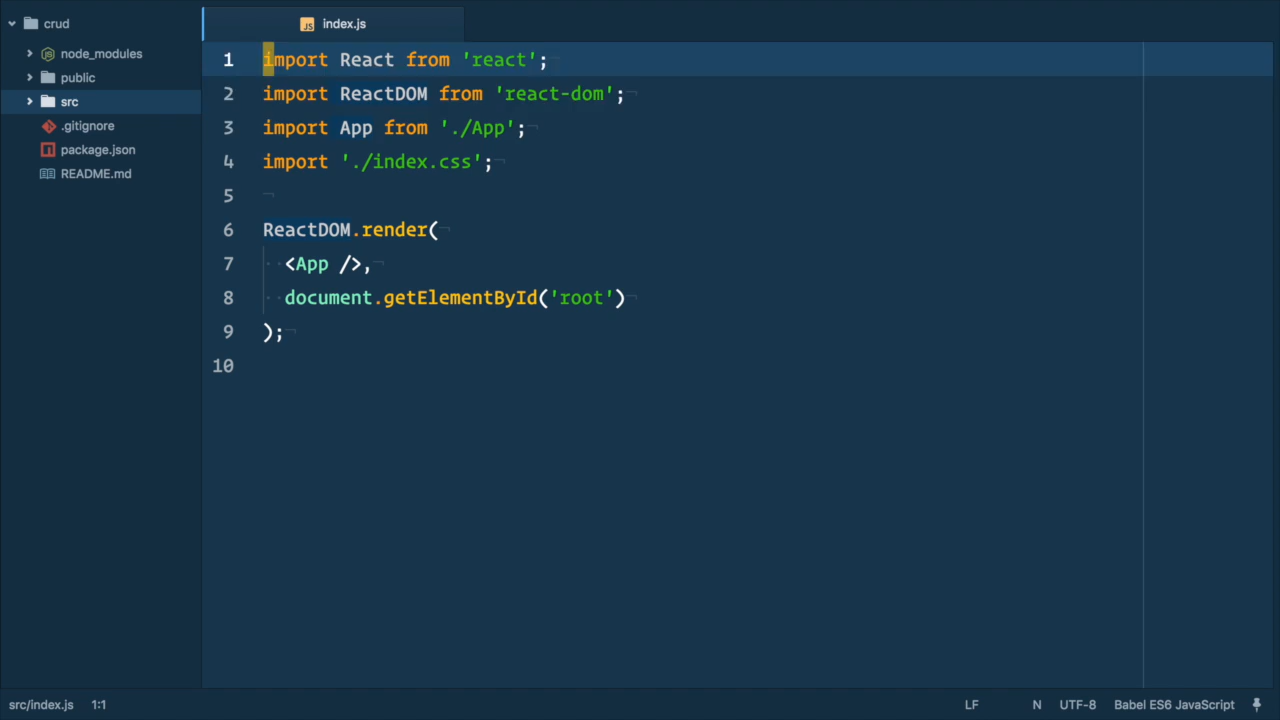 crud
node_modules
public
src
.gitignore
package.json
README.md
JS index.js
1 import React from 'react';
2 import ReactDOM from 'react-dom';
3 import App from './App';
4 import './index.css';
5
6 ReactDOM.render(
7 <App />,
8 document.getElementById('root')
9 );
10
src/index.js 1:1 LF N UTF-8 Babel ES6 JavaScript